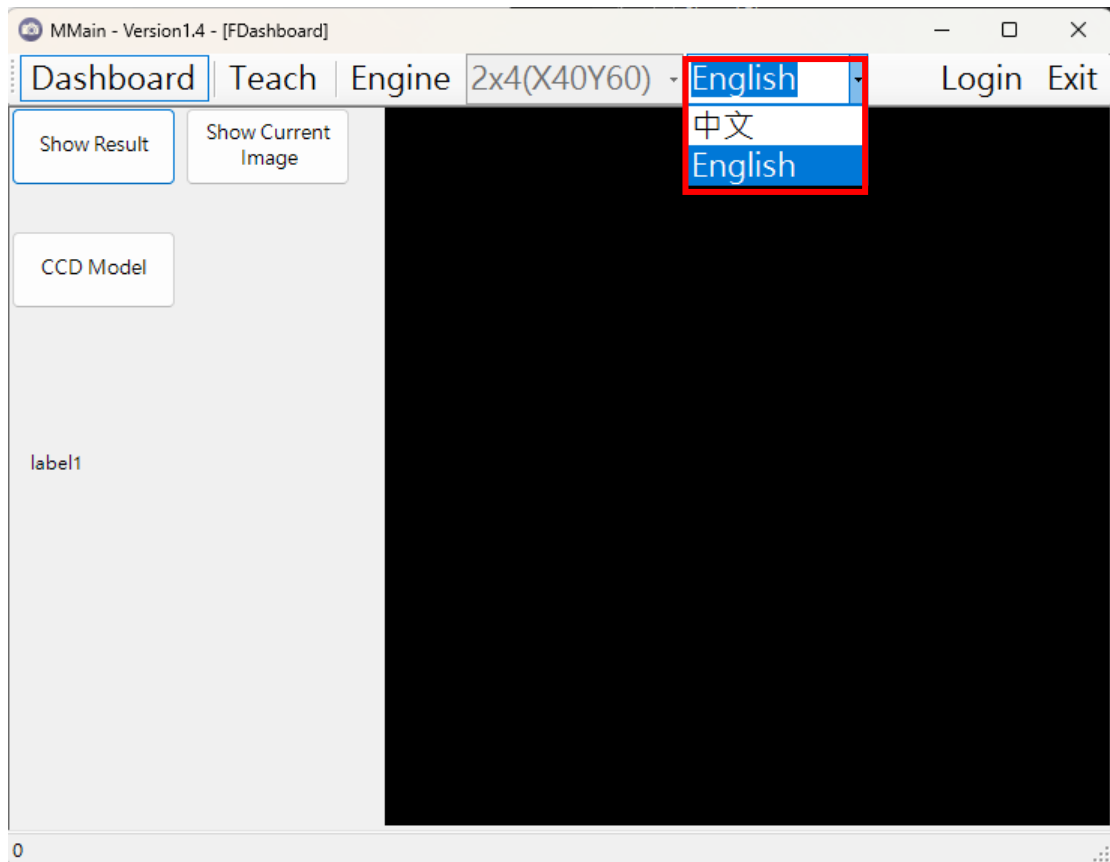 MMain - Version1.4 - [FDashboard]
Dashboard Teach Engine 2x4(X40Y60) English Login Exit
中文
English
Show Result
Show Current
Image
CCD Model
label1
0